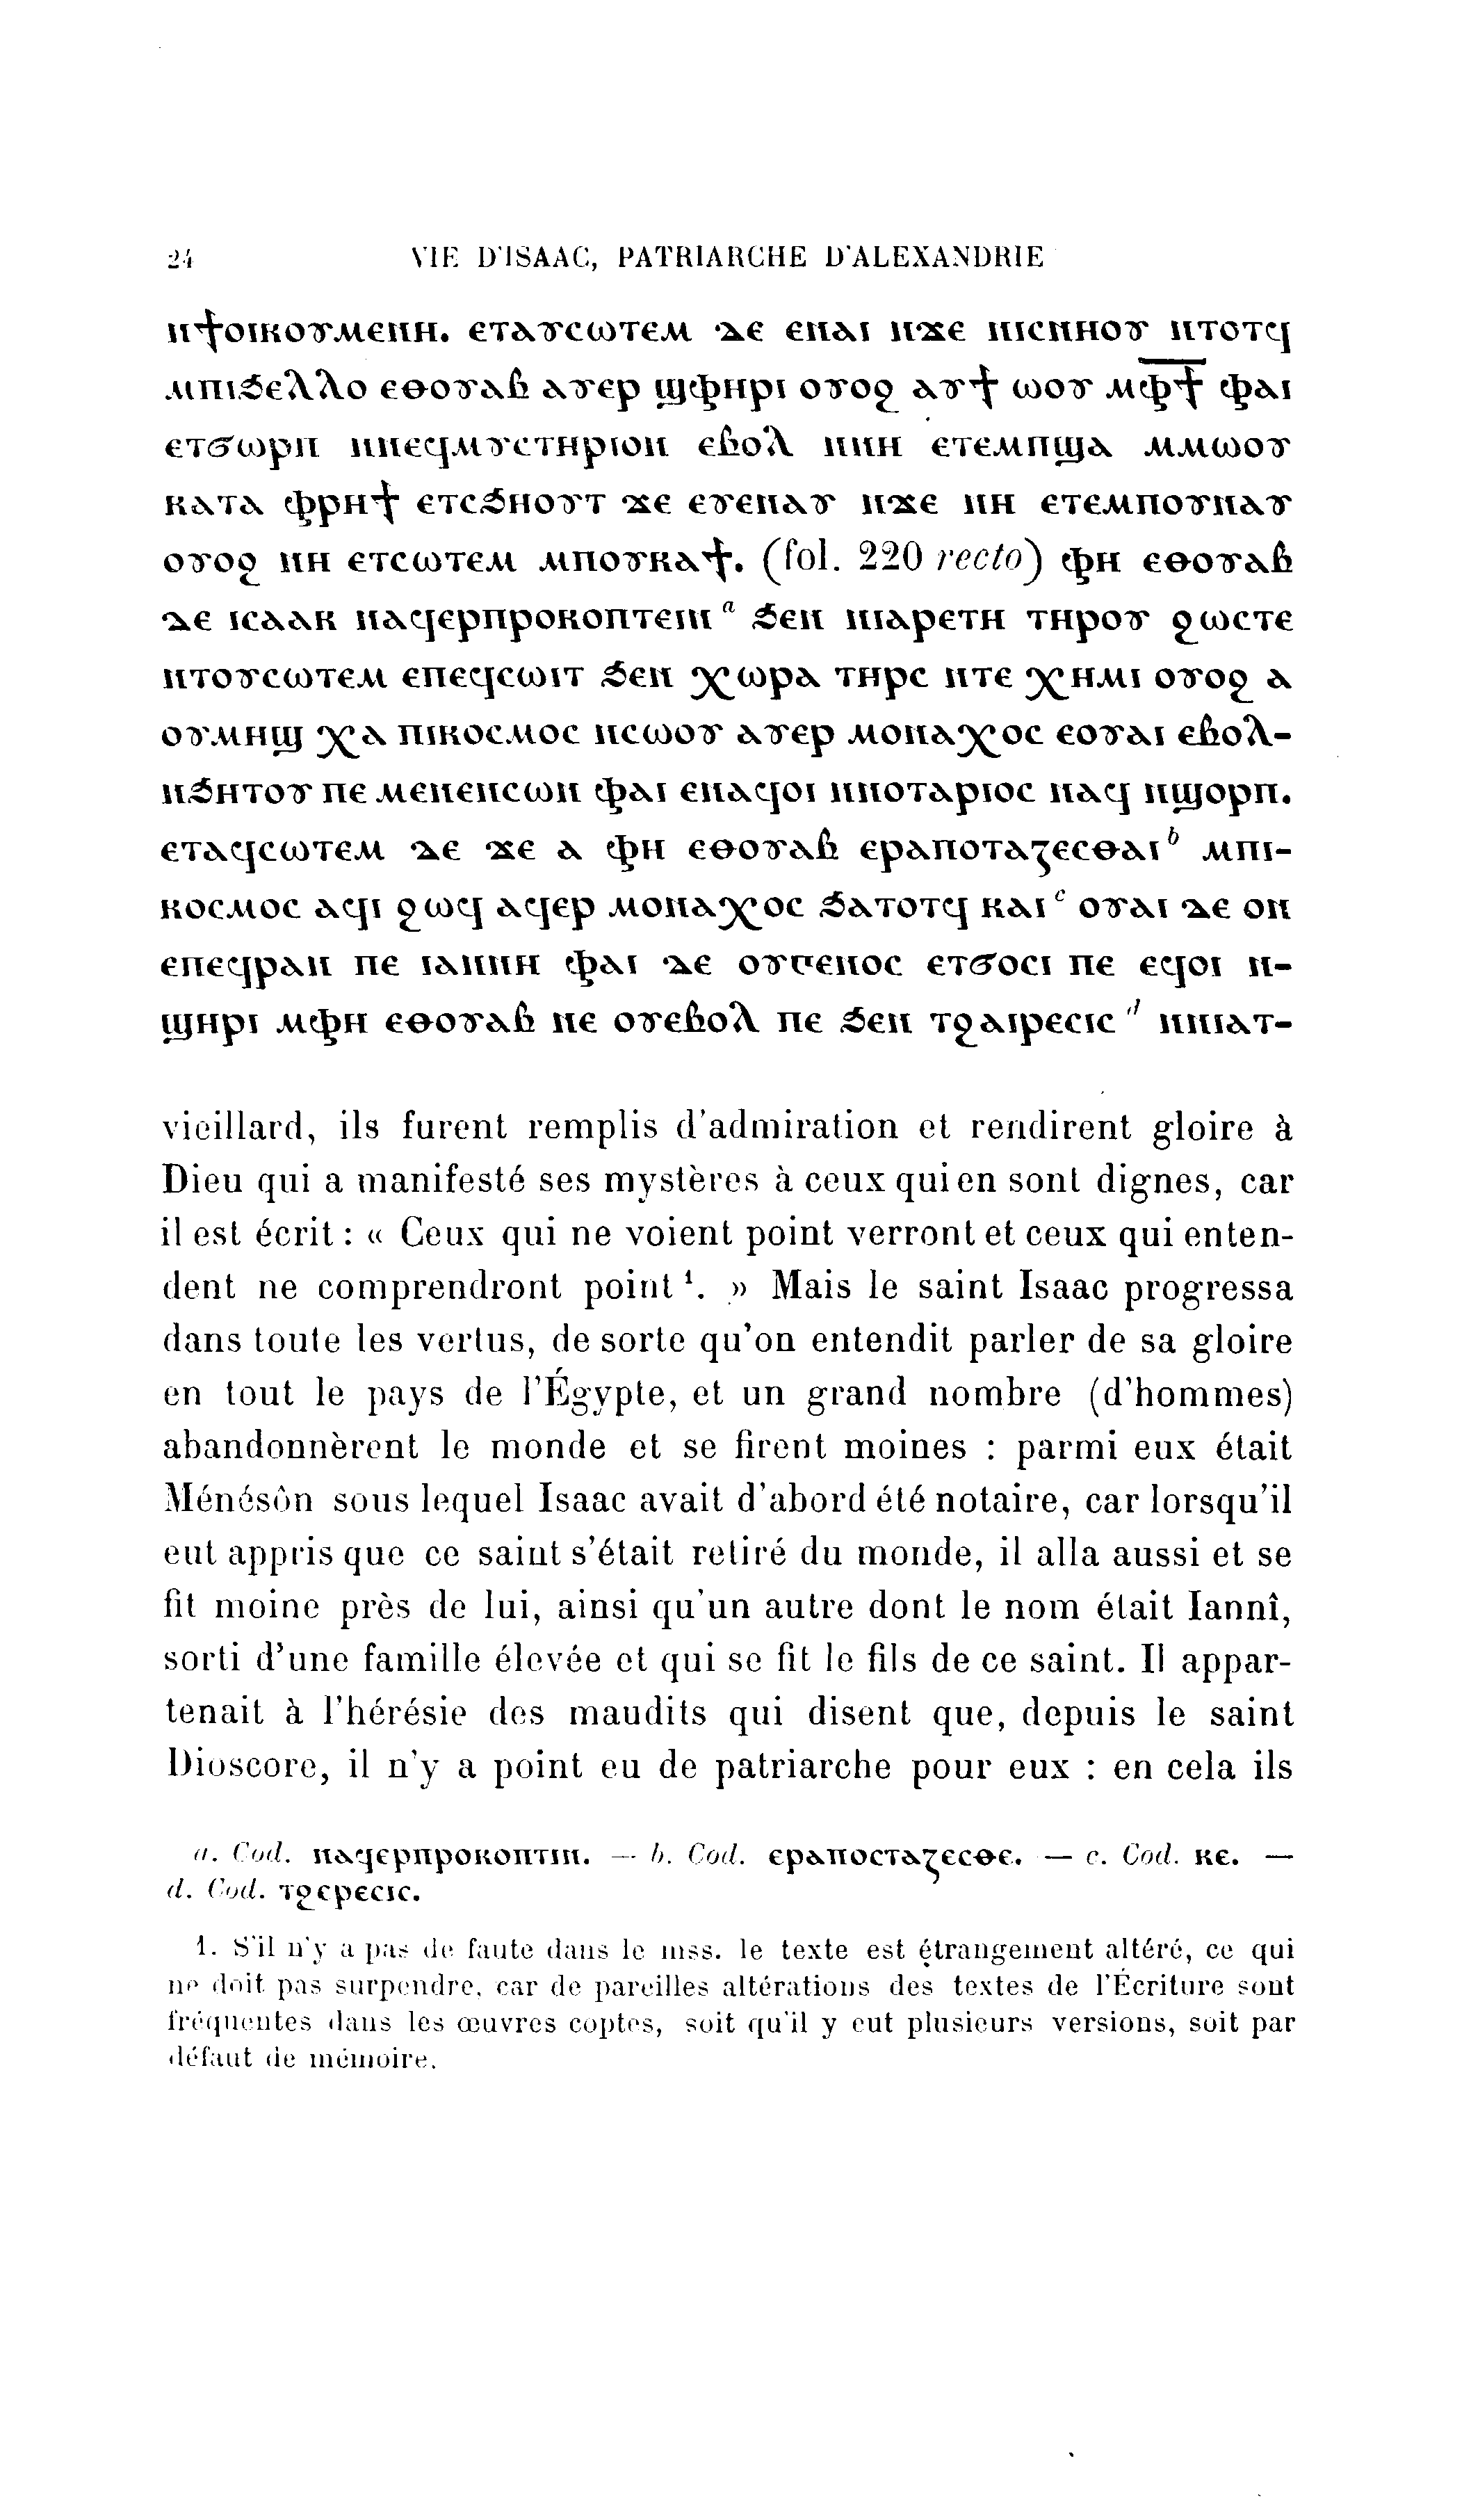 24 VIE D'ISAAC, PATRIARCHE D'ALEXANDRIE
ⲛϯⲟⲓⲕⲟⲩⲙⲉⲛⲏ. ⲉⲧⲁⲩⲥⲱⲧⲉⲙ ⲇⲉ ⲉⲛⲁⲓ ⲛϫⲉ ⲛⲓⲥⲛⲏⲟⲩ ⲛⲧⲟⲧϥ
ⲙⲡⲓϧⲉⲗⲗⲟ ⲉⲑⲟⲩⲁⲃ ⲁⲩⲉⲣ ϣⲫⲏⲣⲓ ⲟⲩⲟϩ ⲁⲩϯ ⲱⲟⲩ ⲙⲫ̅ϯ̅ ⲫⲁⲓ
ⲉⲧϭⲱⲣⲡ ⲛⲛⲉϥⲙⲩⲥⲧⲏⲣⲓⲟⲛ ⲉⲃⲟⲗ ⲛⲛⲏ ⲉⲧⲉⲙⲡϣⲁ ⲙⲙⲱⲟⲩ
ⲕⲁⲧⲁ ⲫⲣⲏϯ ⲉⲧⲥϧⲏⲟⲩⲧ ϫⲉ ⲉⲩⲉⲛⲁⲩ ⲛϫⲉ ⲛⲏ ⲉⲧⲉⲙⲡⲟⲩⲛⲁⲩ
ⲟⲩⲟϩ ⲛⲏ ⲉⲧⲥⲱⲧⲉⲙ ⲙⲡⲟⲩⲕⲁϯ. (fol. 220 recto) ⲫⲏ ⲉⲑⲟⲩⲁⲃ
ⲇⲉ ⲓⲥⲁⲁⲕ ⲛⲁϥⲉⲣⲡⲣⲟⲕⲟⲡⲧⲉⲓⲛ a ϧⲉⲛ ⲛⲓⲁⲣⲉⲧⲏ ⲧⲏⲣⲟⲩ ϩⲱⲥⲧⲉ
ⲛⲧⲟⲩⲥⲱⲧⲉⲙ ⲉⲡⲉϥⲥⲱⲓⲧ ϧⲉⲛ ⲭⲱⲣⲁ ⲧⲏⲣⲥ ⲛⲧⲉ ⲭⲏⲙⲓ ⲟⲩⲟϩ ⲁ
ⲟⲩⲙⲏϣ ⲭⲁ ⲡⲓⲕⲟⲥⲙⲟⲥ ⲛⲥⲱⲟⲩ ⲁⲩⲉⲣ ⲙⲟⲛⲁⲭⲟⲥ ⲉⲟⲩⲁⲓ ⲉⲃⲟⲗ-
ⲛϧⲏⲧⲟⲩ ⲡⲉ ⲙⲉⲛⲉⲛⲥⲱⲛ ⲫⲁⲓ ⲉⲛⲁϥⲟⲓ ⲛⲛⲟⲧⲁⲣⲓⲟⲥ ⲛⲁϥ ⲛϣⲟⲣⲡ.
ⲉⲧⲁϥⲥⲱⲧⲉⲙ ⲇⲉ ϫⲉ ⲁ ⲫⲏ ⲉⲑⲟⲩⲁⲃ ⲉⲣⲁⲡⲟⲧⲁⲍⲉⲥⲑⲁⲓ b ⲙⲡⲓ-
ⲕⲟⲥⲙⲟⲥ ⲁϥⲓ ϩⲱϥ ⲁϥⲉⲣ ⲙⲟⲛⲁⲭⲟⲥ ϧⲁⲧⲟⲧϥ ⲕⲁⲓ c ⲟⲩⲁⲓ ⲇⲉ ⲟⲛ
ⲉⲡⲉϥⲣⲁⲛ ⲡⲉ ⲓⲁⲛⲛⲏ ⲫⲁⲓ ⲇⲉ ⲟⲩⲅⲉⲛⲟⲥ ⲉⲧϭⲟⲥⲓ ⲡⲉ ⲉϥⲟⲓ ⲛ-
ϣⲏⲣⲓ ⲙⲫⲏ ⲉⲑⲟⲩⲁⲃ ⲛⲉ ⲟⲩⲉⲃⲟⲗ ⲡⲉ ϧⲉⲛ ⲧϩⲁⲓⲣⲉⲥⲓⲥ d ⲛⲛⲓⲁⲧ-
vieillard, ils furent remplis d'admiration et rendirent gloire à
Dieu qui a manifesté ses mystères à ceux qui en sont dignes, car
il est écrit : « Ceux qui ne voient point verront et ceux qui enten-
dent ne comprendront point ¹. » Mais le saint Isaac progressa
dans toute les vertus, de sorte qu'on entendit parler de sa gloire
en tout le pays de l'Égypte, et un grand nombre (d'hommes)
abandonnèrent le monde et se firent moines : parmi eux était
Ménésôn sous lequel Isaac avait d'abord été notaire, car lorsqu'il
eut appris que ce saint s'était retiré du monde, il alla aussi et se
fit moine près de lui, ainsi qu'un autre dont le nom était Iannî,
sorti d'une famille élevée et qui se fit le fils de ce saint. Il appar-
tenait à l'hérésie des maudits qui disent que, depuis le saint
Dioscore, il n'y a point eu de patriarche pour eux : en cela ils
a. Cod. ⲛⲁϥⲉⲣⲡⲣⲟⲕⲟⲡⲧⲓⲛ. — b. Cod. ⲉⲣⲁⲡⲟⲥⲧⲁⲍⲉⲥⲑⲉ. — c. Cod. ⲕⲉ. —
d. Cod. ⲧϩⲉⲣⲉⲥⲓⲥ.
1. S'il n'y a pas de faute dans le mss. le texte est étrangement altéré, ce qui
ne doit pas surpendre, car de pareilles altérations des textes de l'Écriture sont
fréquentes dans les œuvres coptes, soit qu'il y eut plusieurs versions, soit par
défaut de mémoire.